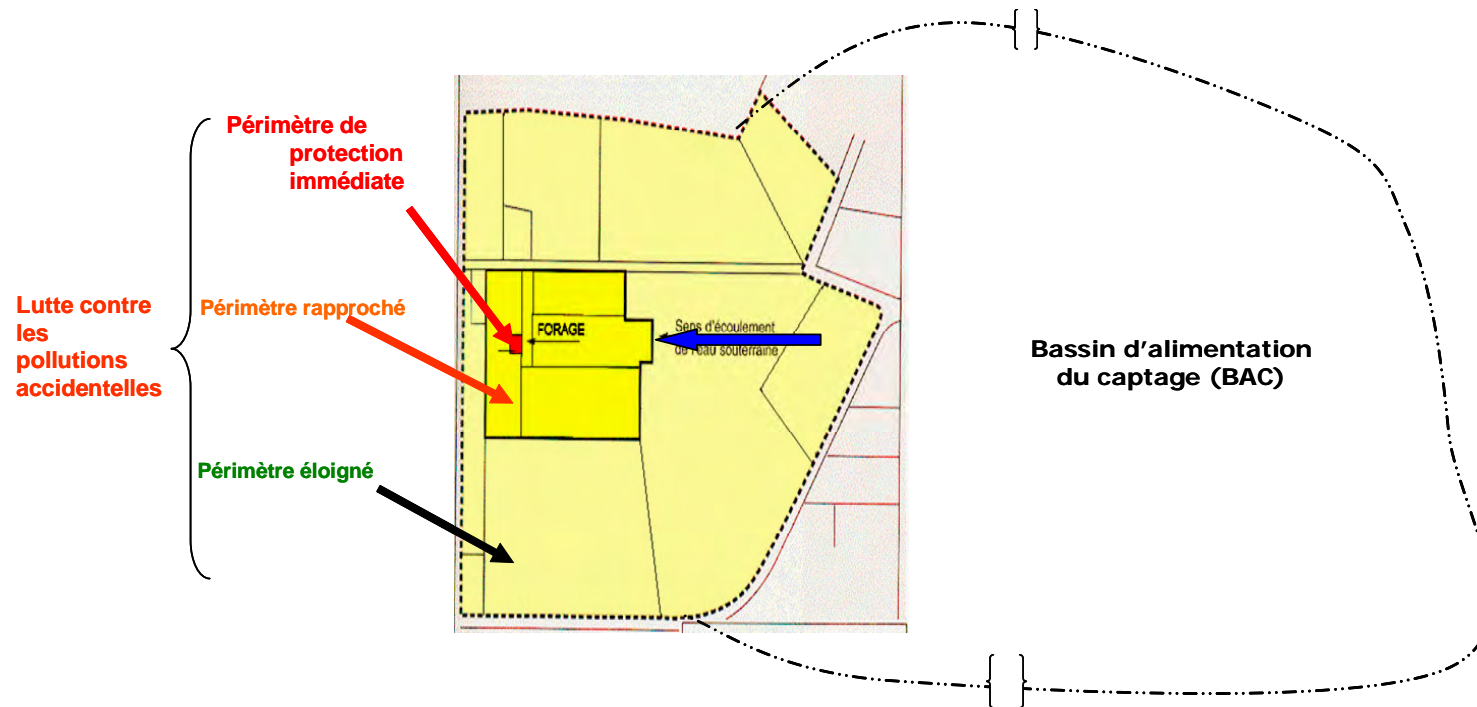 Périmètre de
protection
immédiate
Lutte contre
les
pollutions
accidentelles
Périmètre rapproché
Périmètre éloigné
FORAGE
Sens d'écoulement
de l'eau souterraine
Bassin d'alimentation
du captage (BAC)